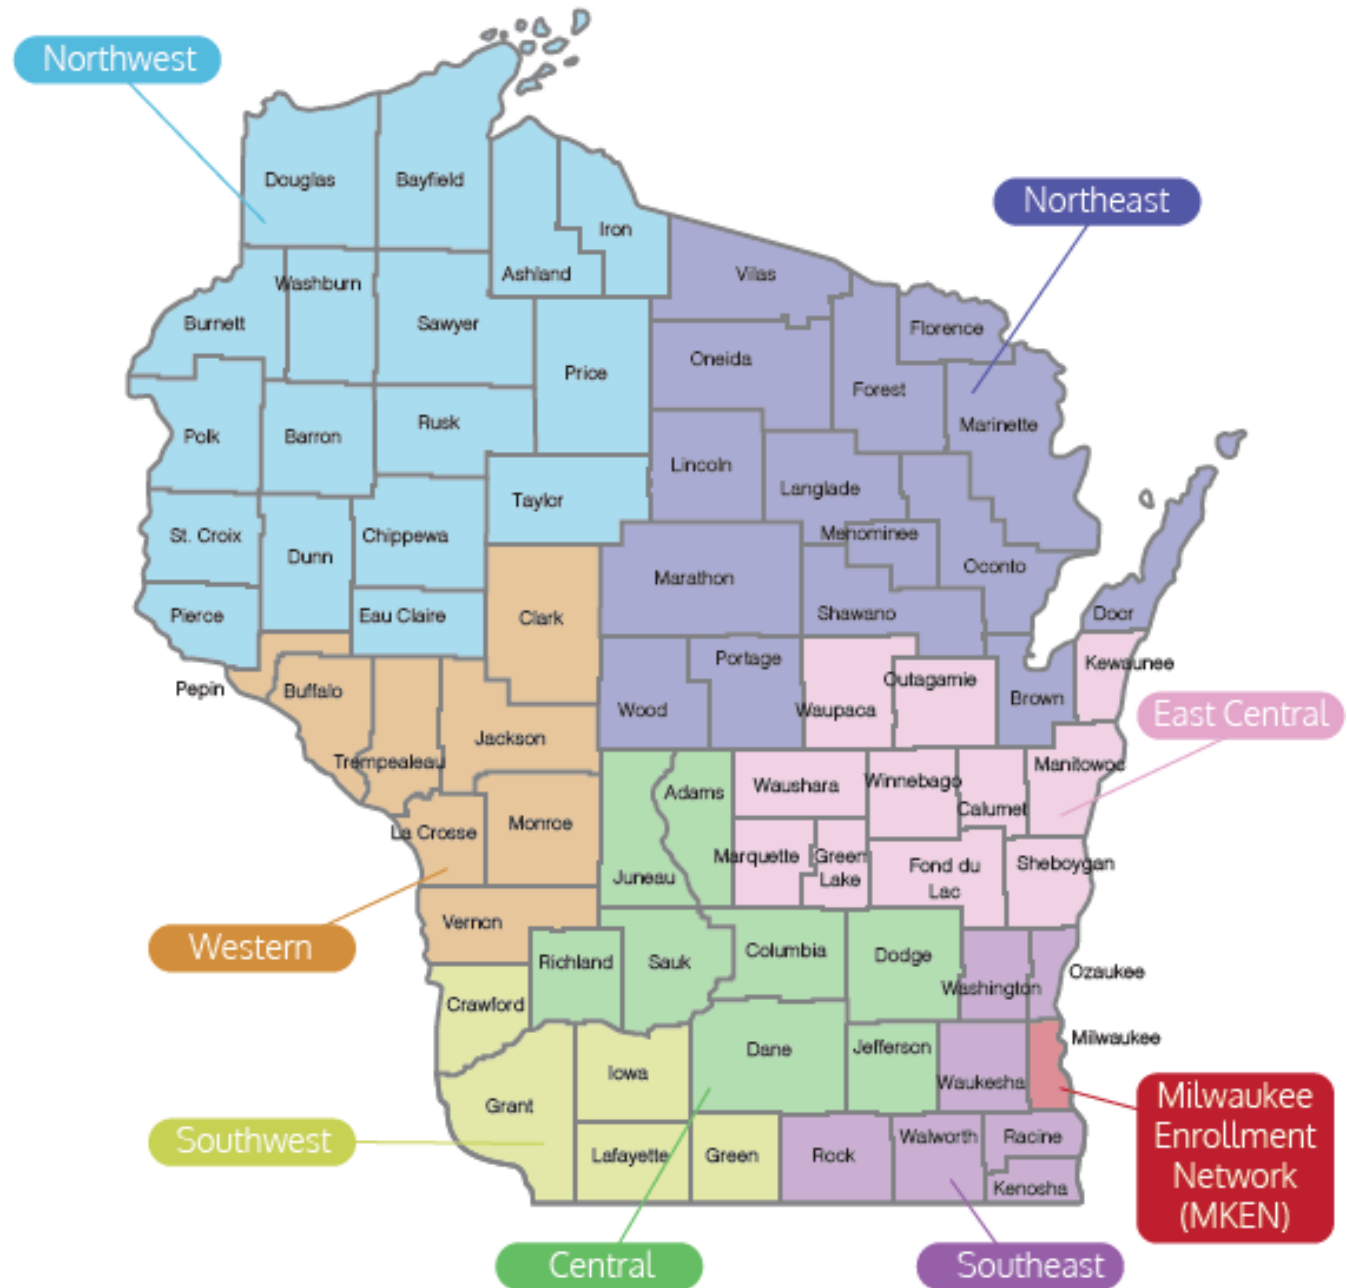 Northwest
Northeast
Douglas
Bayfield
Iron
Ashland
Vilas
Washburn
Burnett
Sawyer
Florence
Oneida
Price
Forest
Rusk
Marinette
Polk
Barron
Lincoln
Langlade
Taylor
St. Croix
Chippewa
Menominee
Dunn
Marathon
Oconto
Pierce
Eau Claire
Clark
Shawano
Door
Portage
Kewaunee
Pepin
Buffalo
Outagamie
Wood
Waupaca
Brown
East Central
Jackson
Trempealeau
Manitowoc
Adams
Waushara
Winnebago
Calumet
La Crosse
Monroe
Marquette
Green
Lake
Fond du
Lac
Sheboygan
Juneau
Vernon
Western
Richland
Sauk
Columbia
Dodge
Ozaukee
Washington
Crawford
Milwaukee
Dane
Jefferson
Iowa
Waukesha
Grant
Milwaukee
Enrollment
Network
(MKEN)
Southwest
Lafayette
Green
Rock
Walworth
Racine
Kenosha
Central
Southeast